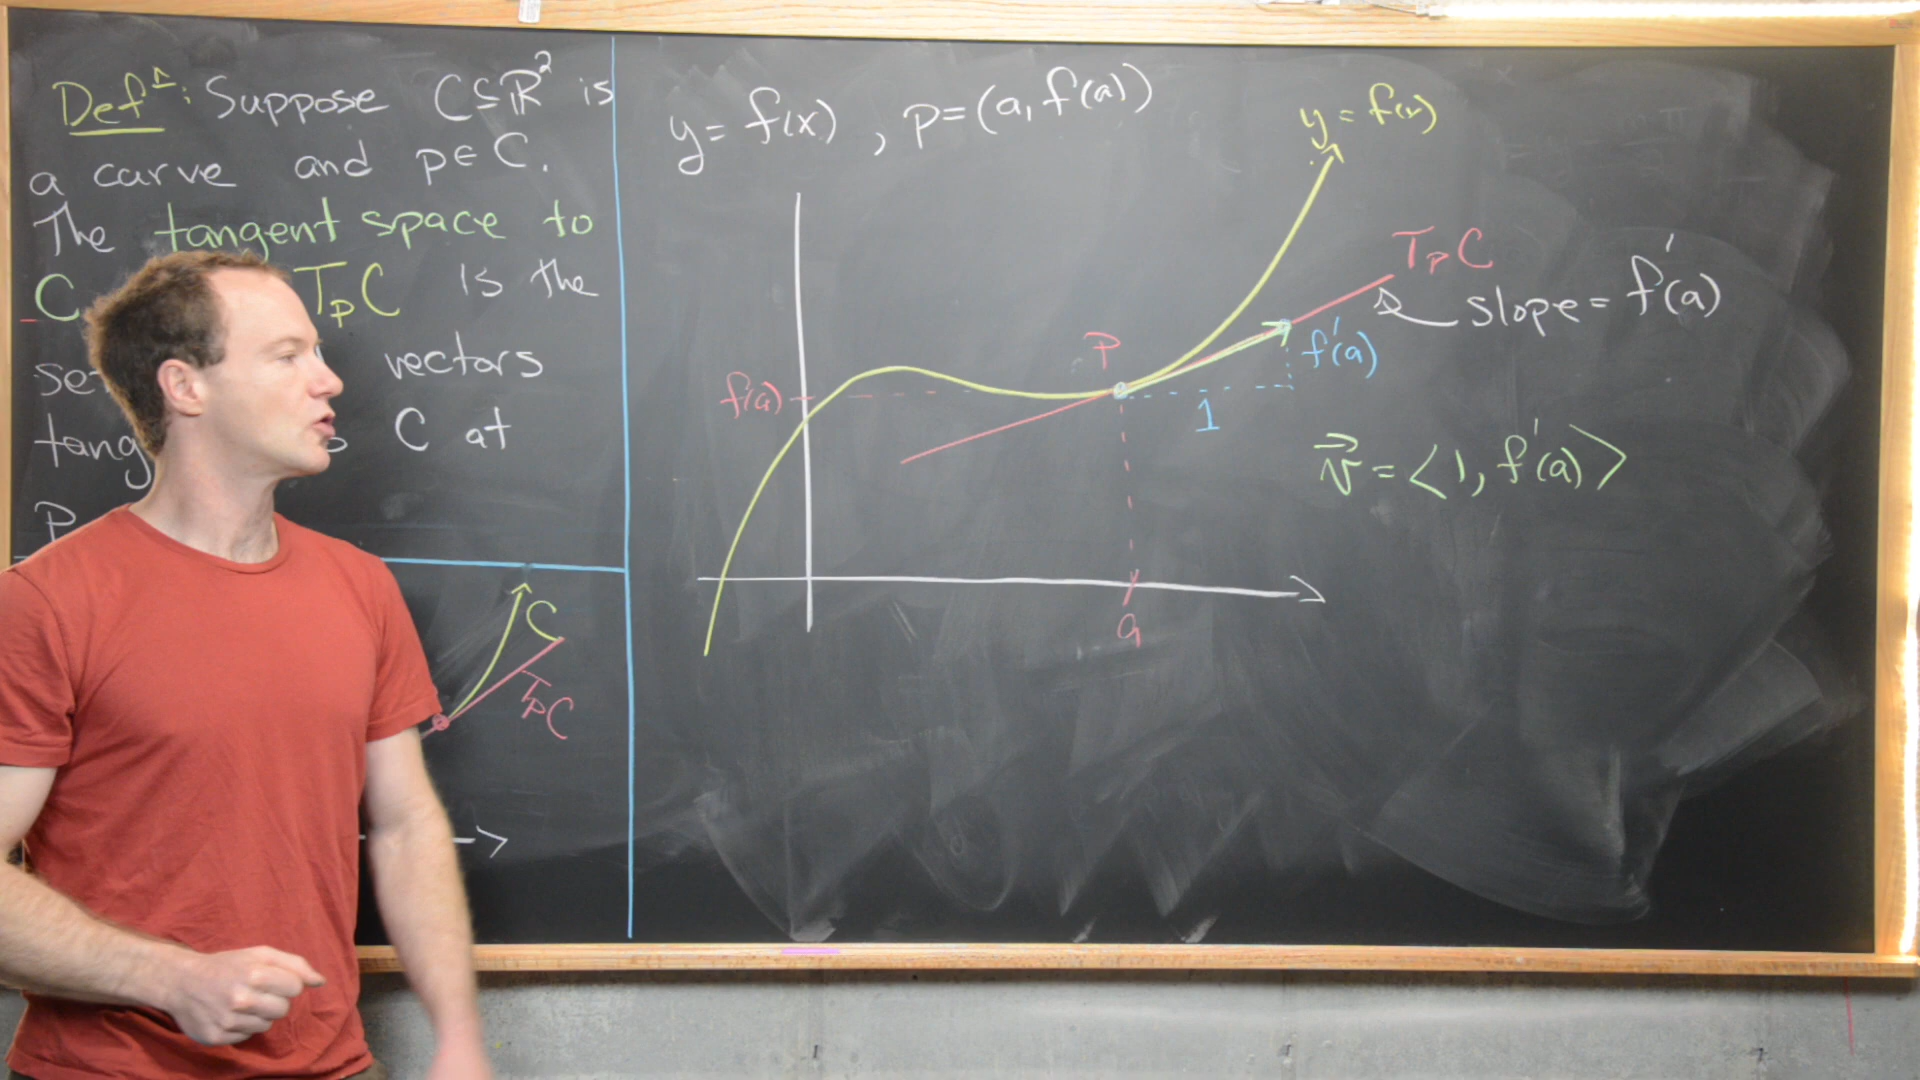 Defⁿ: Suppose C⊆ℝ² is
a curve and p∈C.
The tangent space to
C TₚC is the
vectors
C at
P
C
TₚC
y=f(x), p=(a,f(a))
y=f(x)
TₚC
slope=f'(a)
P
f'(a)
f(a)
1
v⃗=<1,f'(a)>
a